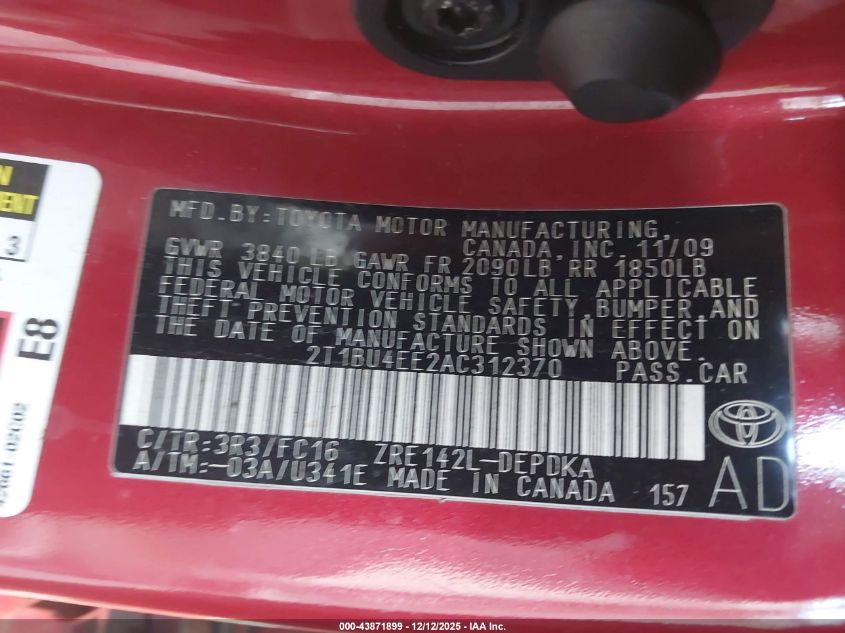 MFD.BY:TOYOTA MOTOR MANUFACTURING,
CANADA, INC. 11/09
GVWR 3840 LB GAWR FR 2090LB RR 1850LB
THIS VEHICLE CONFORMS TO ALL APPLICABLE
FEDERAL MOTOR VEHICLE SAFETY,BUMPER,AND
THEFT PREVENTION STANDARDS IN EFFECT ON
THE DATE OF MANUFACTURE SHOWN ABOVE.
2T1BU4EE2AC312370 PASS.CAR
C/TR:3R3/FC16 ZRE142L-DEPDKA
A/TM:-03A/U341E MADE IN CANADA 157
AD
E8
3
000-43871899 - 12/12/2025 - IAA Inc.